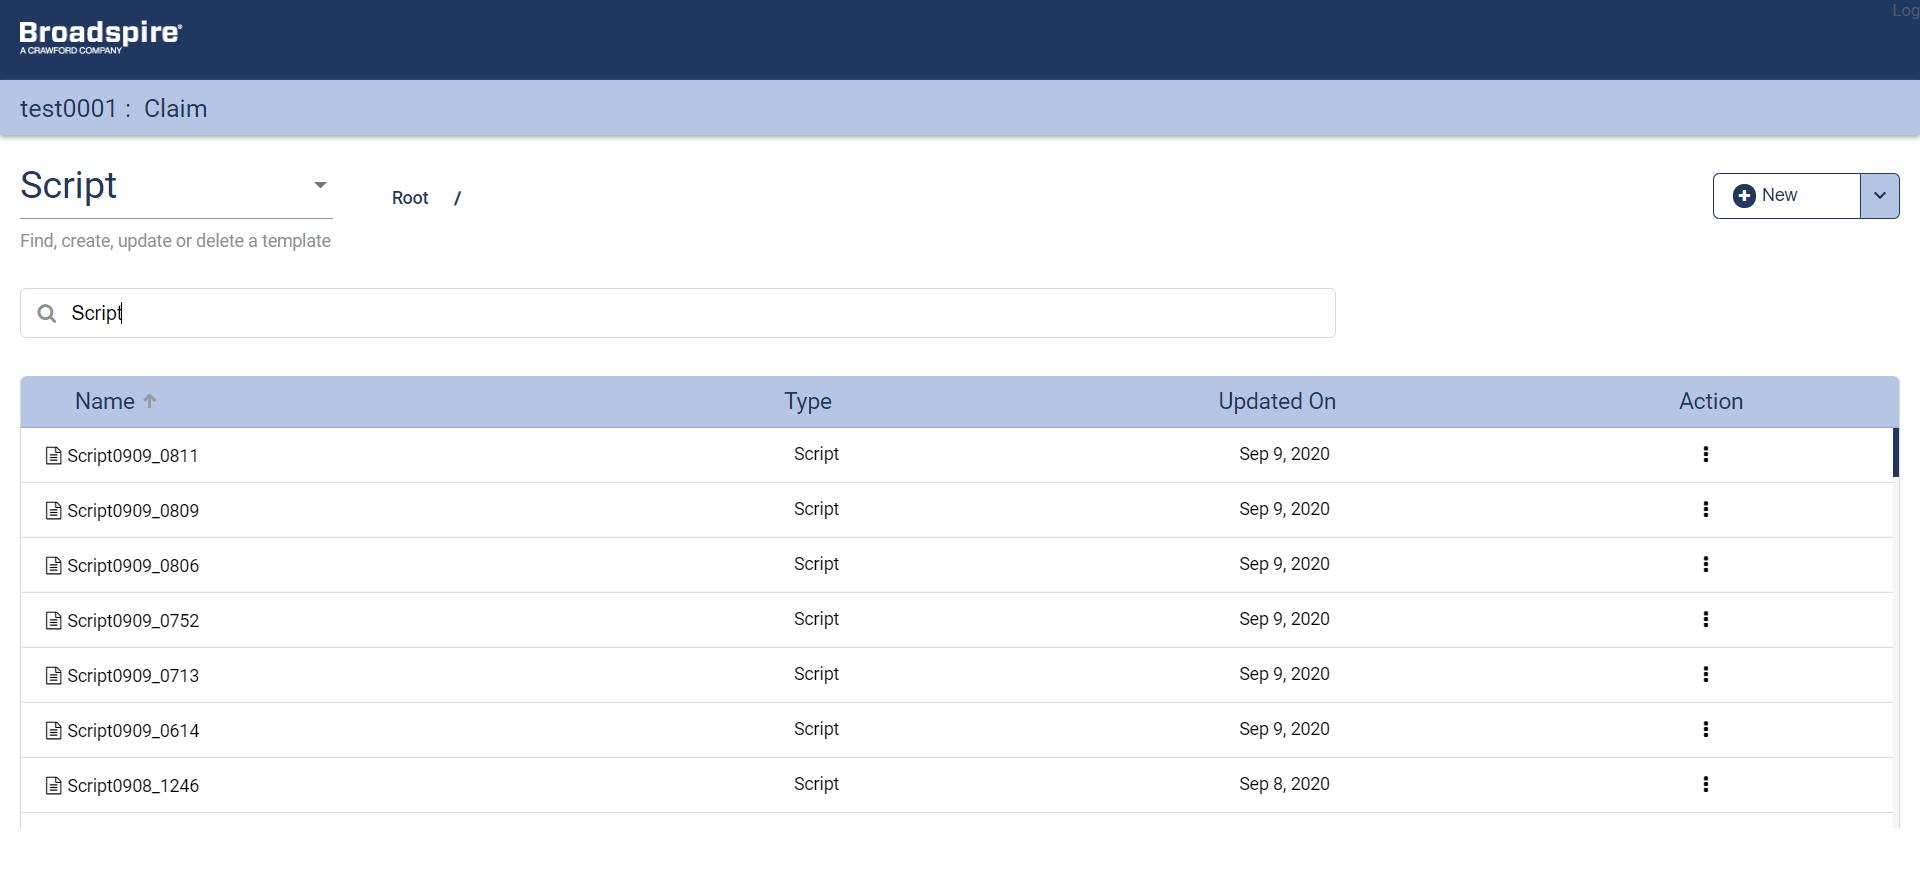 Log
Broadspire®
A CRAWFORD COMPANY
test0001 : Claim
Script
Root /
New
Find, create, update or delete a template
Script
Name Type Updated On Action
Script0909_0811 Script Sep 9, 2020
Script0909_0809 Script Sep 9, 2020
Script0909_0806 Script Sep 9, 2020
Script0909_0752 Script Sep 9, 2020
Script0909_0713 Script Sep 9, 2020
Script0909_0614 Script Sep 9, 2020
Script0908_1246 Script Sep 8, 2020